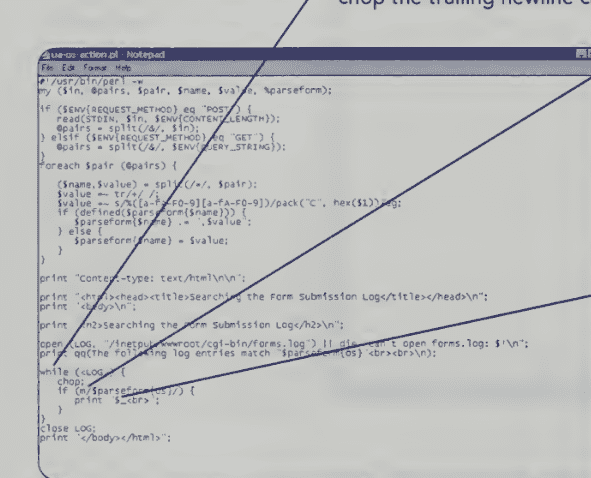 chop the trailing newline
action.pl - Notepad
File Edit Format Help
#!/usr/bin/perl -w
my ($in, @pairs, $pair, $name, $value, %parseform);
if ($ENV{REQUEST_METHOD} eq "POST") {
read(STDIN, $in, $ENV{CONTENT_LENGTH});
@pairs = split(/&/, $in);
} elsif ($ENV{REQUEST_METHOD} eq "GET") {
@pairs = split(/&/, $ENV{QUERY_STRING});
}
foreach $pair (@pairs) {
($name,$value) = split(/=/, $pair);
$value =~ tr/+/ /;
$value =~ s/%([a-fA-F0-9][a-fA-F0-9])/pack("C", hex($1))/eg;
if (defined($parseform{$name})) {
$parseform{$name} .= ",$value";
} else {
$parseform{$name} = $value;
}
}
print "Content-type: text/html\n\n";
print "<html><head><title>Searching the Form Submission Log</title></head>\n";
print "<body>\n";
print "<h2>Searching the Form Submission Log</h2>\n";
open (LOG, "/inetpub/wwwroot/cgi-bin/forms.log") || die "can't open forms.log: $!\n";
print qq(The following log entries match "$parseform{os}"<br><br>\n);
while (<LOG>) {
chop;
if (m/$parseform{os}/) {
print "$_<br>";
}
}
close LOG;
print "</body></html>";